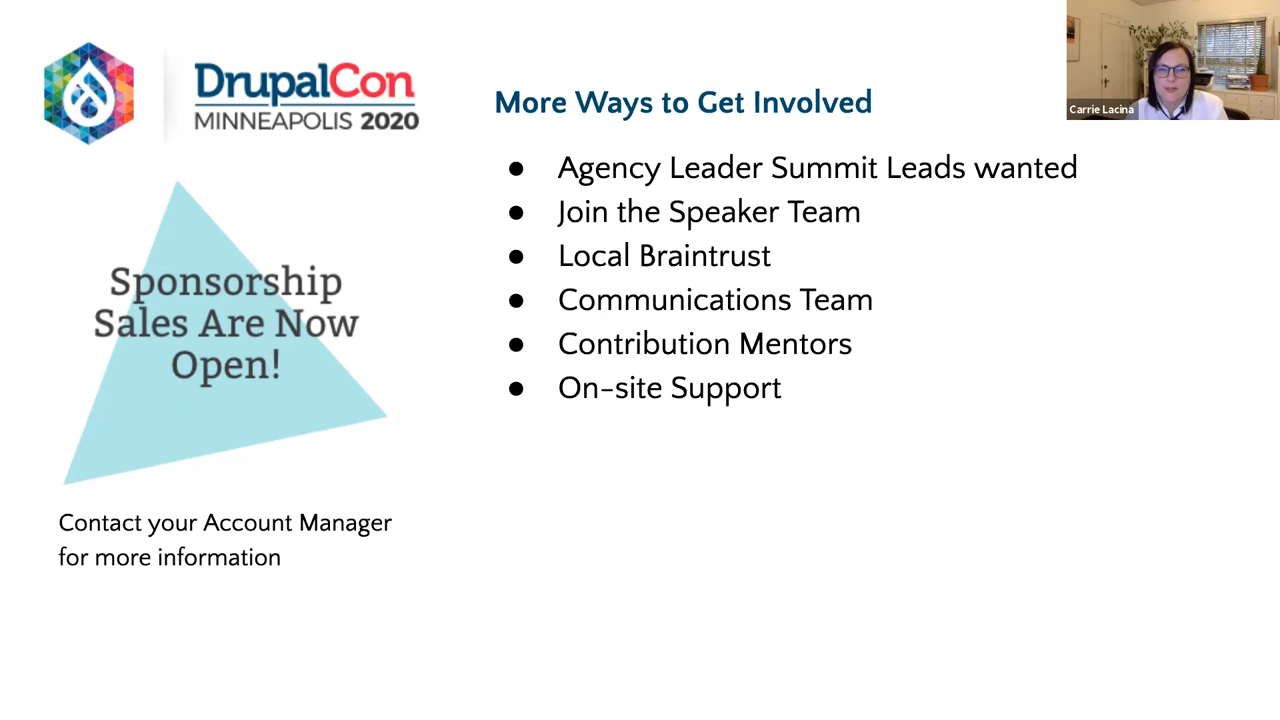 DrupalCon
MINNEAPOLIS 2020
Sponsorship
Sales Are Now
Open!
Contact your Account Manager
for more information
More Ways to Get Involved
● Agency Leader Summit Leads wanted
● Join the Speaker Team
● Local Braintrust
● Communications Team
● Contribution Mentors
● On-site Support
Carrie Lacina